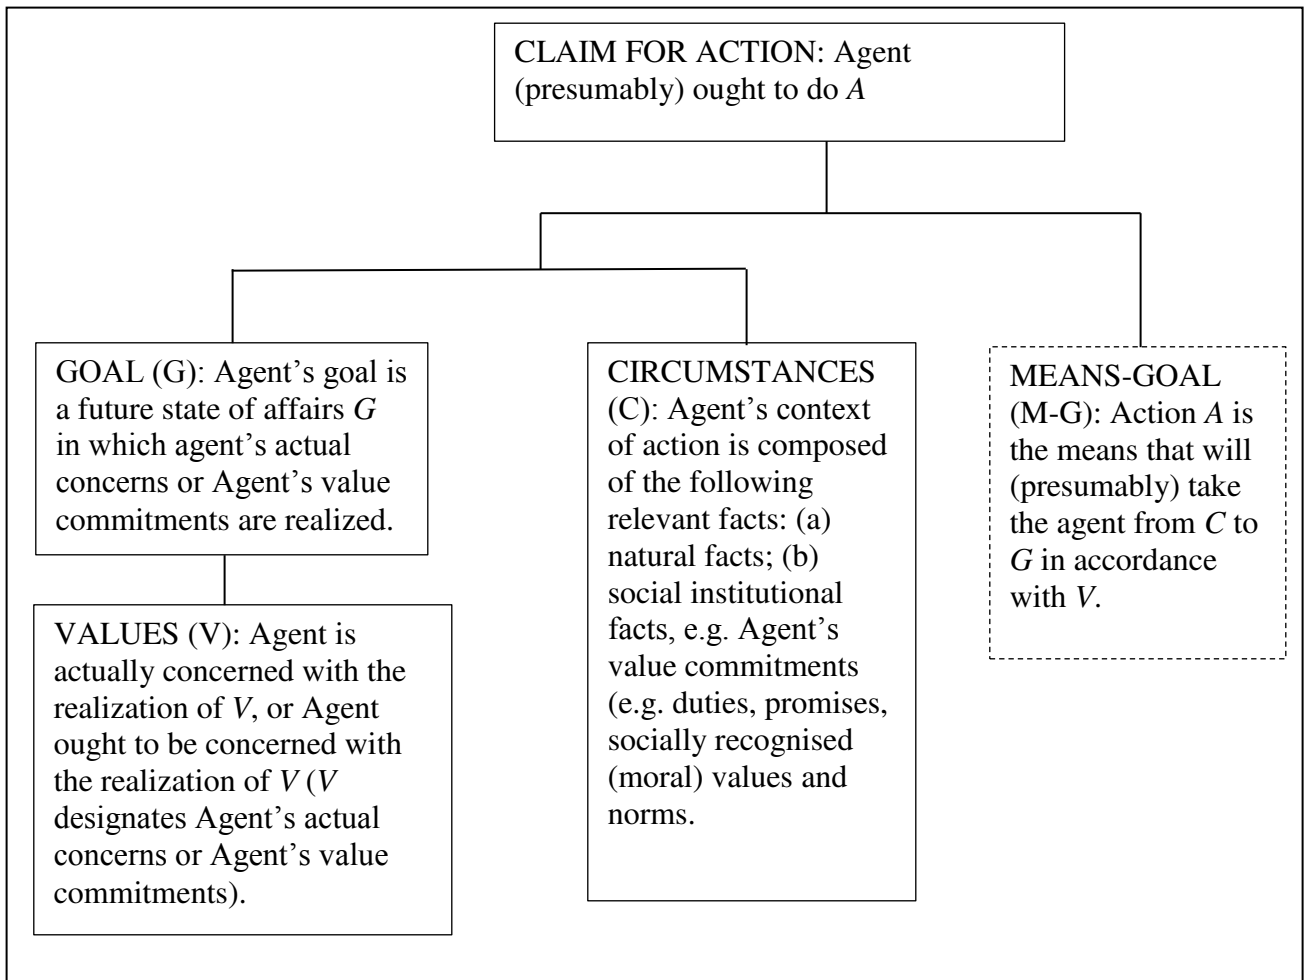 CLAIM FOR ACTION: Agent
(presumably) ought to do A
GOAL (G): Agent’s goal is
a future state of affairs G
in which agent’s actual
concerns or Agent’s value
commitments are realized.
VALUES (V): Agent is
actually concerned with the
realization of V, or Agent
ought to be concerned with
the realization of V (V
designates Agent’s actual
concerns or Agent’s value
commitments).
CIRCUMSTANCES
(C): Agent’s context
of action is composed
of the following
relevant facts: (a)
natural facts; (b)
social institutional
facts, e.g. Agent’s
value commitments
(e.g. duties, promises,
socially recognised
(moral) values and
norms.
MEANS-GOAL
(M-G): Action A is
the means that will
(presumably) take
the agent from C to
G in accordance
with V.